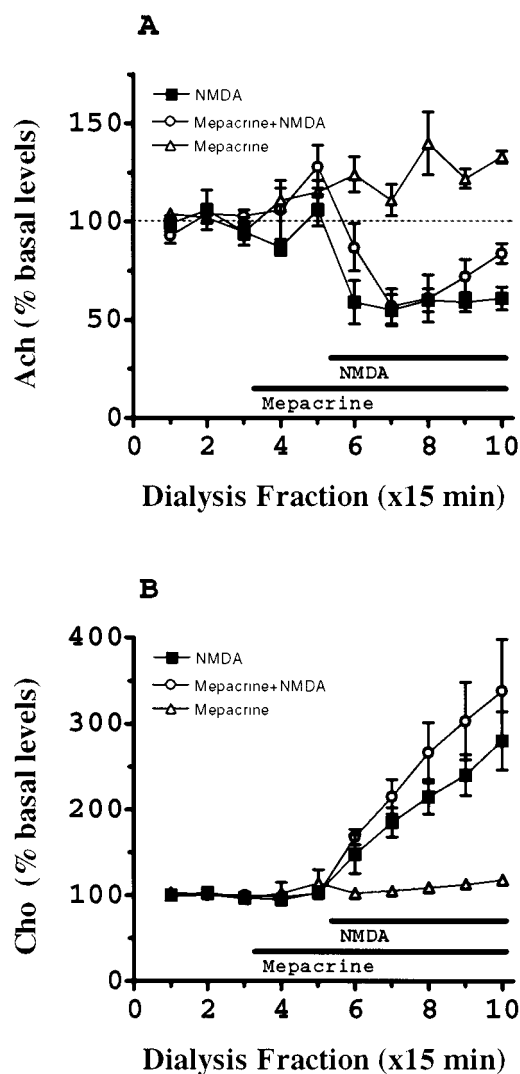 A
Ach (% basal levels)
150
100
50
0
NMDA
Mepacrine+NMDA
Mepacrine
NMDA
Mepacrine
0 2 4 6 8 10
Dialysis Fraction (x15 min)
B
Cho (% basal levels)
400
300
200
100
0
NMDA
Mepacrine+NMDA
Mepacrine
NMDA
Mepacrine
0 2 4 6 8 10
Dialysis Fraction (x15 min)